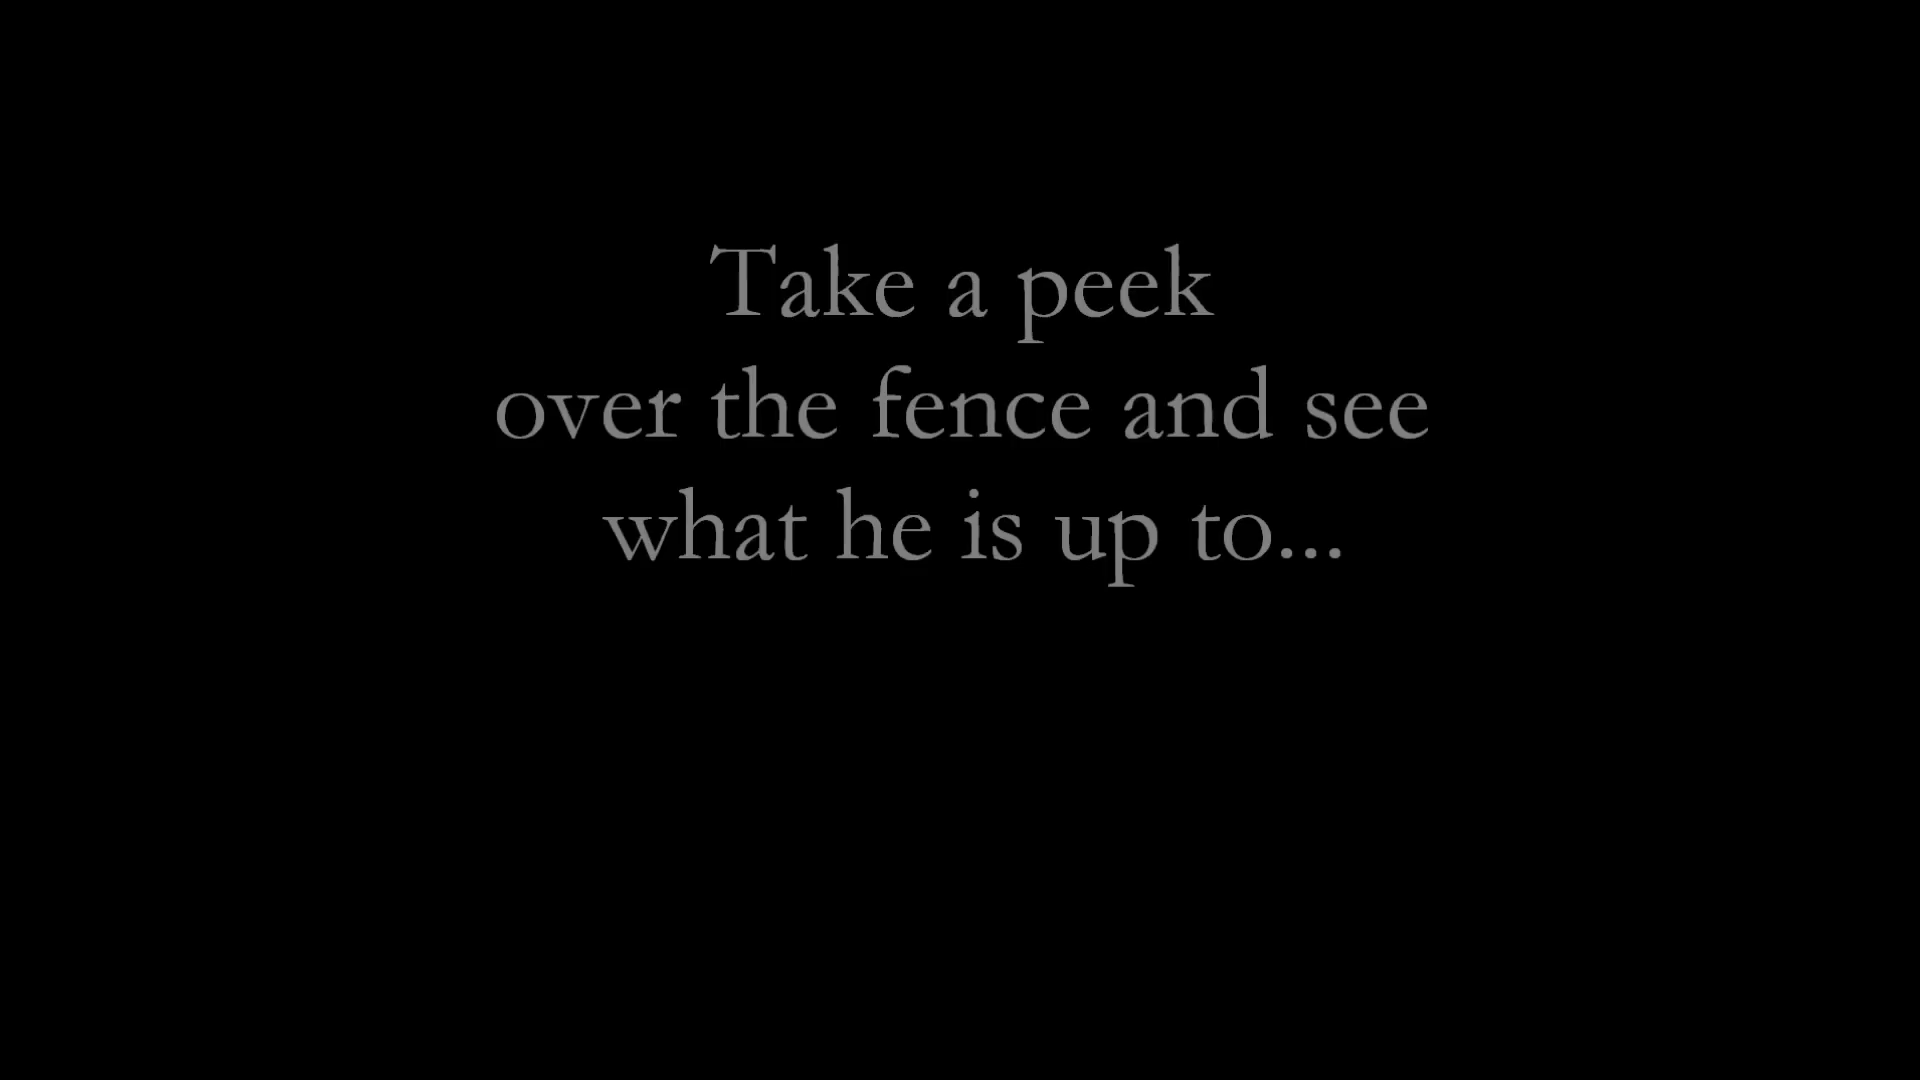 Take a peek
over the fence and see
what he is up to...